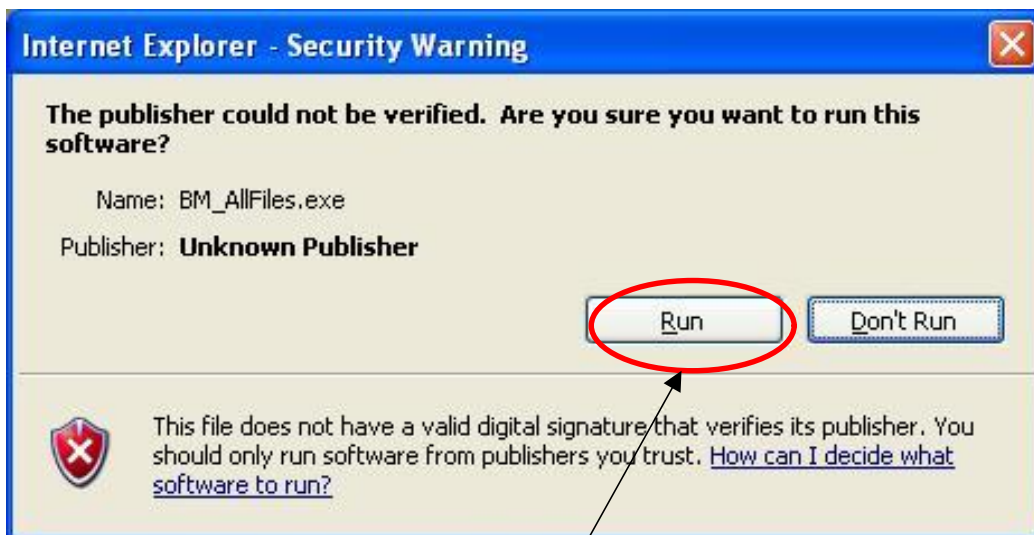 Internet Explorer - Security Warning
The publisher could not be verified.  Are you sure you want to run this
software?
Name: BM_AllFiles.exe
Publisher: Unknown Publisher
Run
Don't Run
This file does not have a valid digital signature that verifies its publisher. You
should only run software from publishers you trust. How can I decide what
software to run?